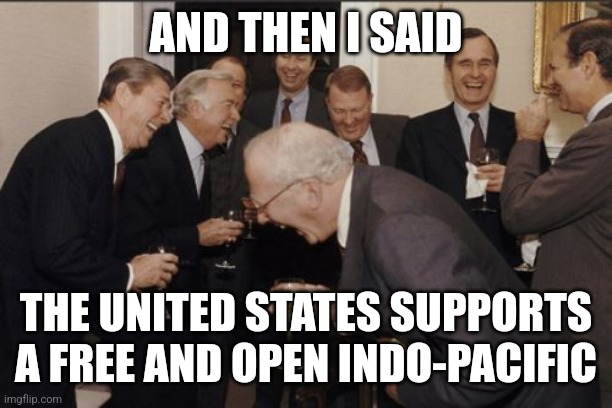 AND THEN I SAID
THE UNITED STATES SUPPORTS
A FREE AND OPEN INDO-PACIFIC
imgflip.com